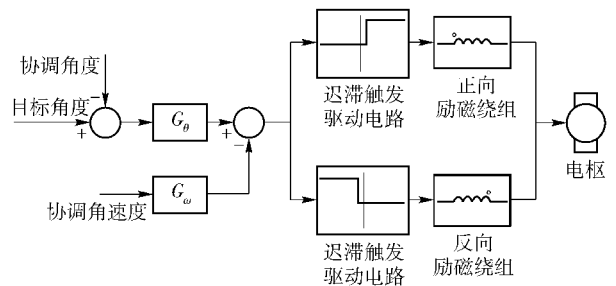 协调角度
目标角度
−
+
Gθ
+
−
协调角速度
Gω
迟滞触发
驱动电路
正向
励磁绕组
电枢
迟滞触发
驱动电路
反向
励磁绕组